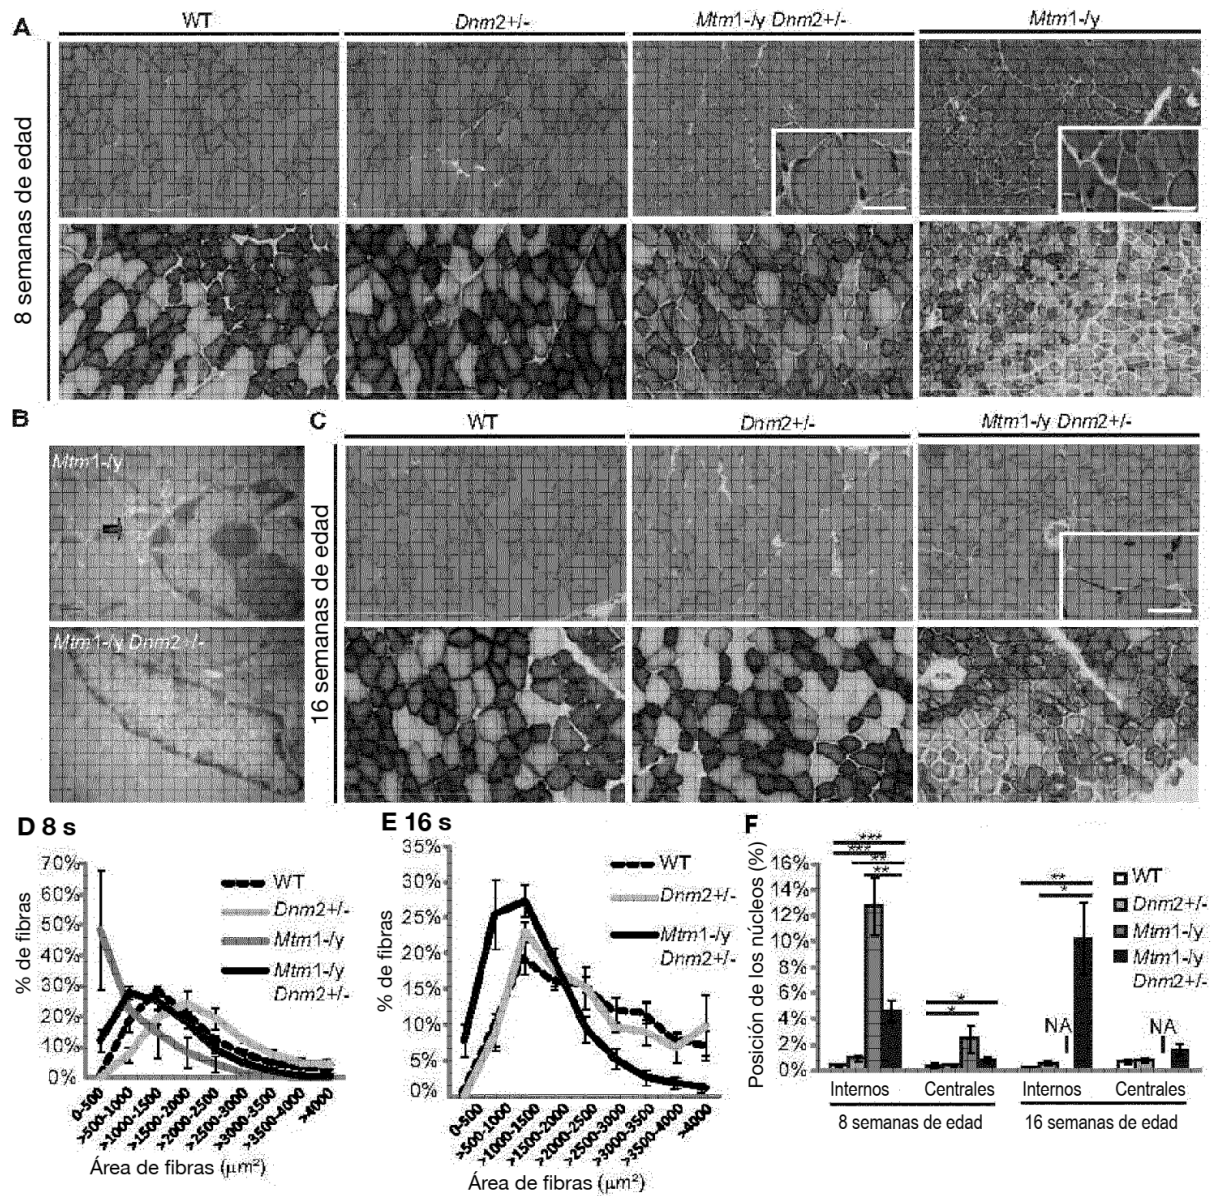 A
WT
Dnm2+/-
Mtm1-/y Dnm2+/-
Mtm1-/y
8 semanas de edad
B
Mtm1-/y
Mtm1-/y Dnm2+/-
C
WT
Dnm2+/-
Mtm1-/y Dnm2+/-
16 semanas de edad
D 8 s
% de fibras
70%
60%
50%
40%
30%
20%
10%
0%
WT
Dnm2+/-
Mtm1-/y
Mtm1-/y
Dnm2+/-
0-500
>500-1000
>1000-1500
>1500-2000
>2000-2500
>2500-3000
>3000-3500
>3500-4000
>4000
Área de fibras (µm²)
E 16 s
% de fibras
35%
30%
25%
20%
15%
10%
5%
0%
WT
Dnm2+/-
Mtm1-/y
Dnm2+/-
0-500
>500-1000
>1000-1500
>1500-2000
>2000-2500
>2500-3000
>3000-3500
>3500-4000
>4000
Área de fibras (µm²)
F
Posición de los núcleos (%)
16%
14%
12%
10%
8%
6%
4%
2%
0%
***
***
**
**
*
*
**
*
NA
NA
WT
Dnm2+/-
Mtm1-/y
Mtm1-/y
Dnm2+/-
Internos
Centrales
Internos
Centrales
8 semanas de edad
16 semanas de edad